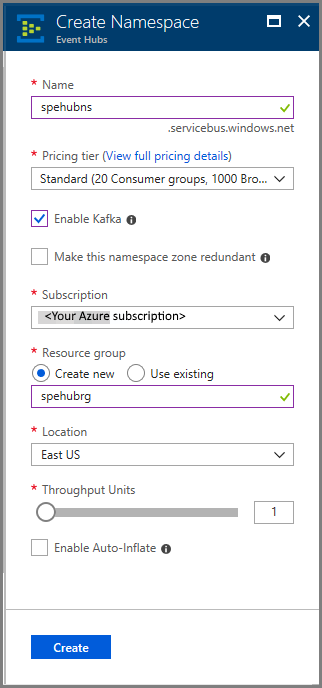 Create Namespace
Event Hubs
* Name
spehubns
.servicebus.windows.net
* Pricing tier (View full pricing details)
Standard (20 Consumer groups, 1000 Bro...
Enable Kafka
Make this namespace zone redundant
* Subscription
<Your Azure subscription>
* Resource group
Create new Use existing
spehubrg
* Location
East US
* Throughput Units
1
Enable Auto-Inflate
Create